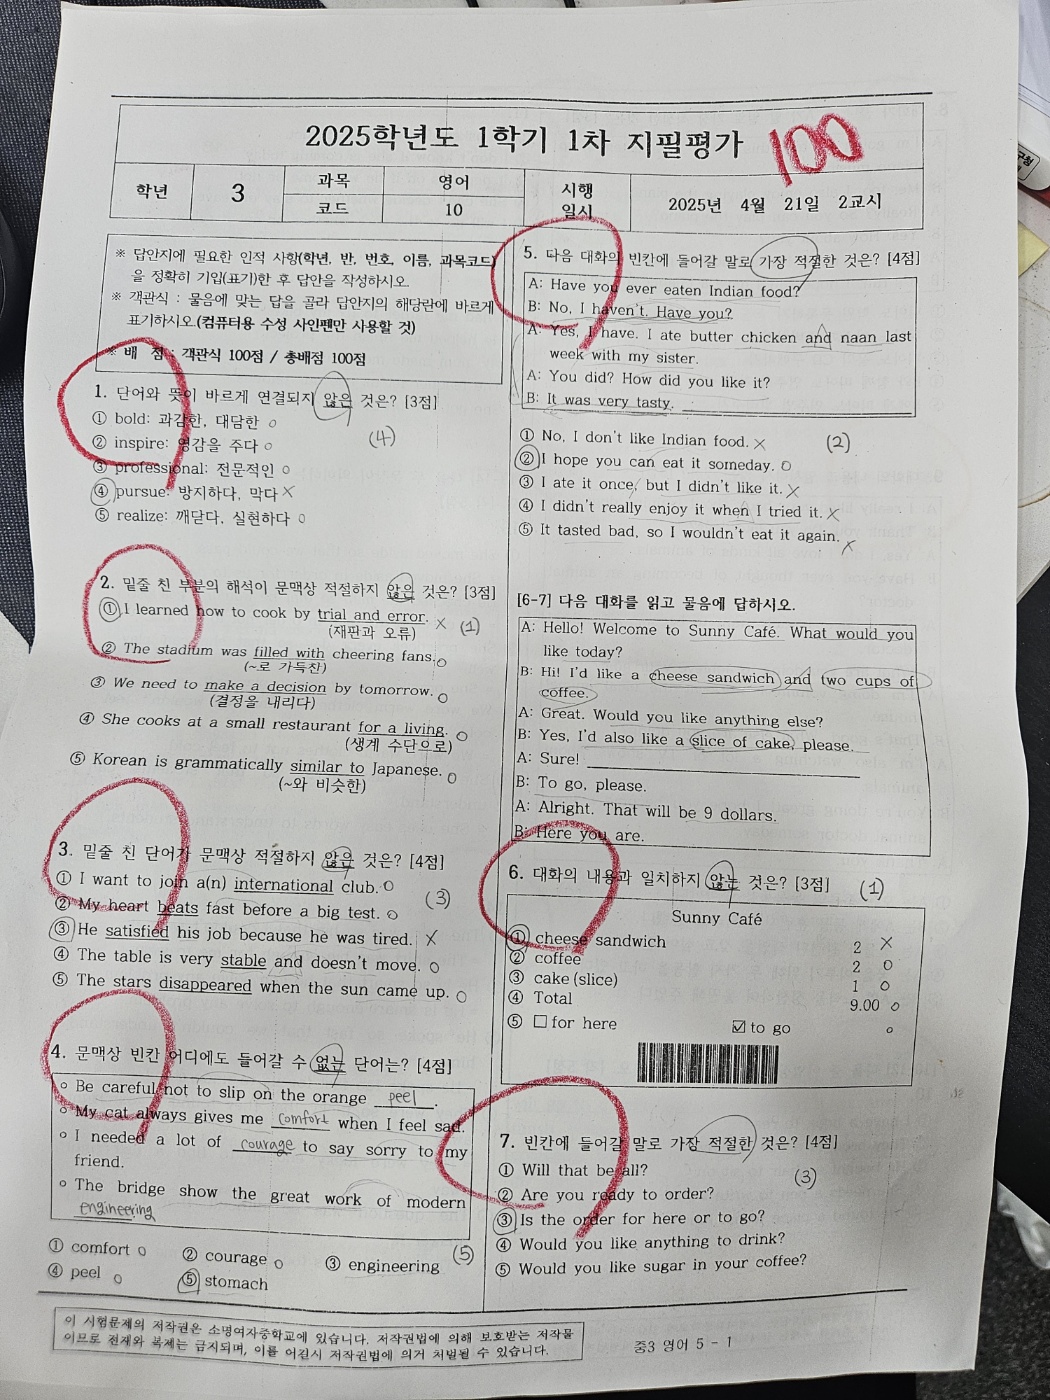 2025학년도 1학기 1차 지필평가
100
학년
3
과목
영어
코드
10
시행
일시
2025년 4월 21일 2교시
※ 답안지에 필요한 인적 사항(학년, 반, 번호, 이름, 과목코드)
을 정확히 기입(표기)한 후 답안을 작성하시오.
※ 객관식 : 물음에 맞는 답을 골라 답안지의 해당란에 바르게
표기하시오.(컴퓨터용 수성 사인펜만 사용할 것)
※ 배 점 : 객관식 100점 / 총배점 100점
1. 단어와 뜻이 바르게 연결되지 않은 것은? [3점]
① bold: 과감한, 대담한 ○
(4)
② inspire: 영감을 주다 ○
③ professional: 전문적인 ○
④ pursue: 방지하다, 막다 X
⑤ realize: 깨닫다, 실현하다 ○
2. 밑줄 친 부분의 해석이 문맥상 적절하지 않은 것은? [3점]
① I learned how to cook by trial and error. X (1)
(재판과 오류)
② The stadium was filled with cheering fans. ○
(~로 가득찬)
③ We need to make a decision by tomorrow. ○
(결정을 내리다)
④ She cooks at a small restaurant for a living. ○
(생계 수단으로)
⑤ Korean is grammatically similar to Japanese. ○
(~와 비슷한)
3. 밑줄 친 단어가 문맥상 적절하지 않은 것은? [4점]
① I want to join a(n) international club. ○
(3)
② My heart beats fast before a big test. ○
③ He satisfied his job because he was tired. X
④ The table is very stable and doesn't move. ○
⑤ The stars disappeared when the sun came up. ○
4. 문맥상 빈칸 어디에도 들어갈 수 없는 단어는? [4점]
○ Be careful not to slip on the orange peel.
○ My cat always gives me comfort when I feel sad.
○ I needed a lot of courage to say sorry to my
friend.
○ The bridge show the great work of modern
engineering
(5)
① comfort ○ ② courage ○ ③ engineering
④ peel ○ ⑤ stomach
이 시험문제의 저작권은 소명여자중학교에 있습니다. 저작권법에 의해 보호받는 저작물
이므로 전재와 복제는 금지되며, 이를 어길시 저작권법에 의거 처벌될 수 있습니다.
5. 다음 대화의 빈칸에 들어갈 말로 가장 적절한 것은? [4점]
A: Have you ever eaten Indian food?
B: No, I haven't. Have you?
A: Yes, I have. I ate butter chicken and naan last
week with my sister.
A: You did? How did you like it?
B: It was very tasty.
① No, I don't like Indian food. X (2)
② I hope you can eat it someday. ○
③ I ate it once, but I didn't like it. X
④ I didn't really enjoy it when I tried it. X
⑤ It tasted bad, so I wouldn't eat it again. X
[6-7] 다음 대화를 읽고 물음에 답하시오.
A: Hello! Welcome to Sunny Café. What would you
like today?
B: Hi! I'd like a cheese sandwich and two cups of
coffee.
A: Great. Would you like anything else?
B: Yes, I'd also like a slice of cake, please.
A: Sure!
B: To go, please.
A: Alright. That will be 9 dollars.
B: Here you are.
6. 대화의 내용과 일치하지 않는 것은? [3점] (1)
Sunny Café
① cheese sandwich 2 X
② coffee 2 ○
③ cake (slice) 1 ○
④ Total 9.00 ○
⑤ □ for here ☑ to go ○
7. 빈칸에 들어갈 말로 가장 적절한 것은? [4점]
① Will that be all?
(3)
② Are you ready to order?
③ Is the order for here or to go?
④ Would you like anything to drink?
⑤ Would you like sugar in your coffee?
중3 영어 5 - 1